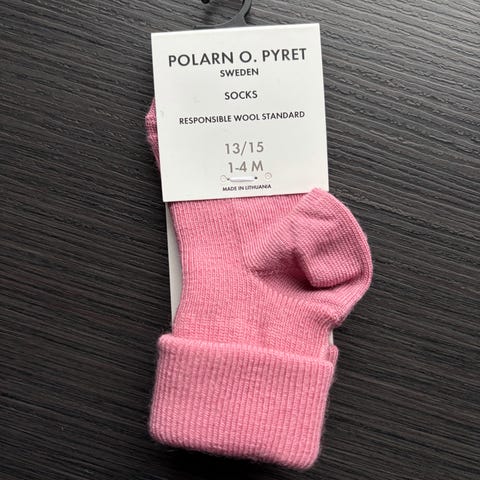 POLARN O. PYRET
SWEDEN
SOCKS
RESPONSIBLE WOOL STANDARD
13/15
1-4 M
MADE IN LITHUANIA